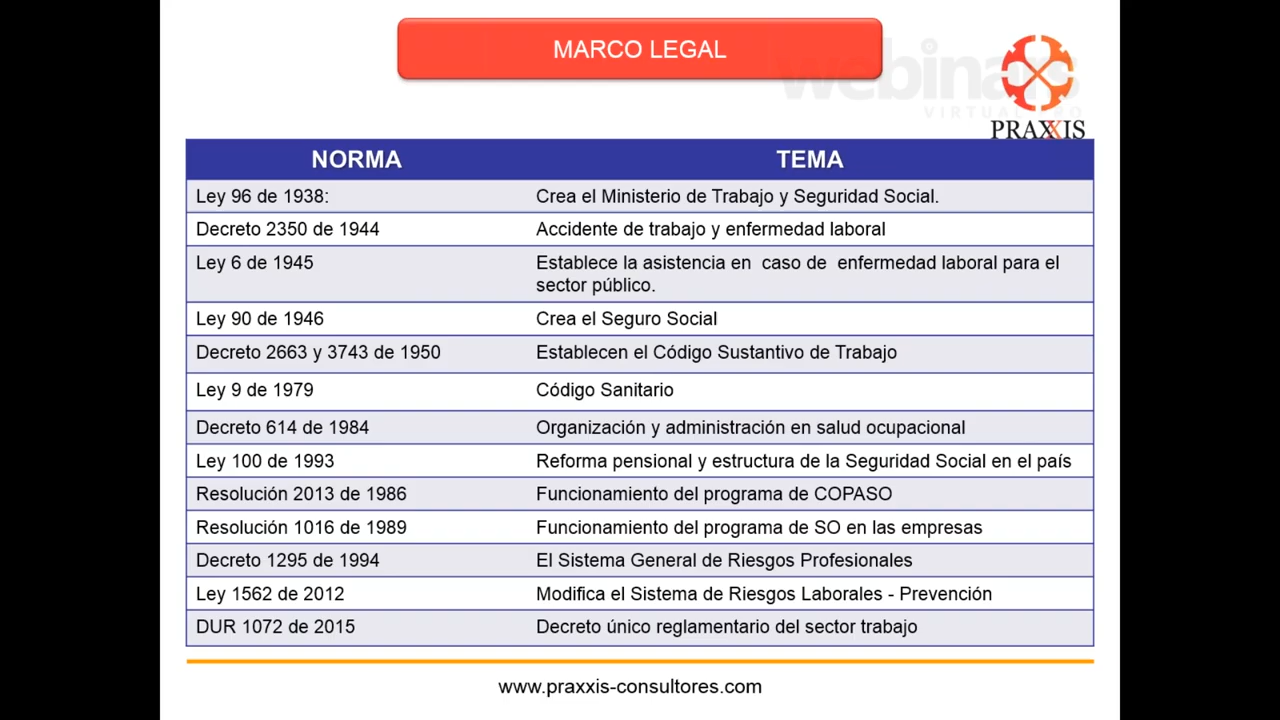 MARCO LEGAL
webinars
VIRTUALPRO
PRAXXIS
NORMA TEMA
Ley 96 de 1938: Crea el Ministerio de Trabajo y Seguridad Social.
Decreto 2350 de 1944 Accidente de trabajo y enfermedad laboral
Ley 6 de 1945 Establece la asistencia en caso de enfermedad laboral para el
sector público.
Ley 90 de 1946 Crea el Seguro Social
Decreto 2663 y 3743 de 1950 Establecen el Código Sustantivo de Trabajo
Ley 9 de 1979 Código Sanitario
Decreto 614 de 1984 Organización y administración en salud ocupacional
Ley 100 de 1993 Reforma pensional y estructura de la Seguridad Social en el país
Resolución 2013 de 1986 Funcionamiento del programa de COPASO
Resolución 1016 de 1989 Funcionamiento del programa de SO en las empresas
Decreto 1295 de 1994 El Sistema General de Riesgos Profesionales
Ley 1562 de 2012 Modifica el Sistema de Riesgos Laborales - Prevención
DUR 1072 de 2015 Decreto único reglamentario del sector trabajo
www.praxxis-consultores.com